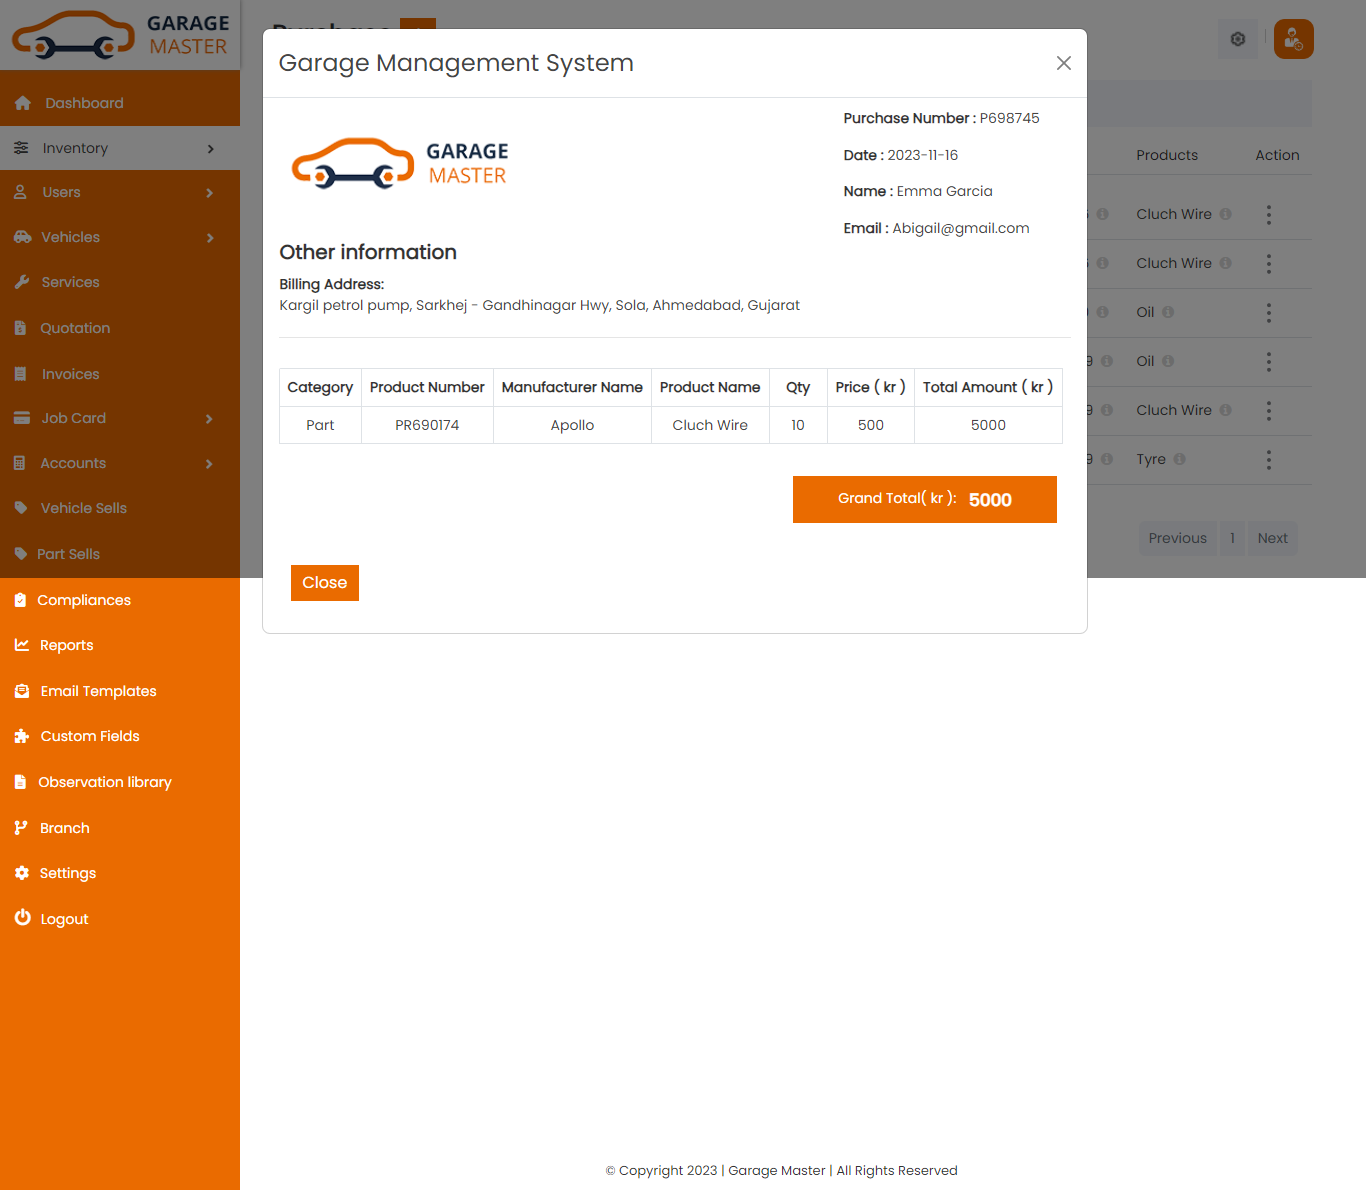 GARAGE
MASTER
Dashboard
Inventory
Users
Vehicles
Services
Quotation
Invoices
Job Card
Accounts
Vehicle Sells
Part Sells
Compliances
Reports
Email Templates
Custom Fields
Observation library
Branch
Settings
Logout
Garage Management System
GARAGE
MASTER
Purchase Number : P698745
Date : 2023-11-16
Name : Emma Garcia
Email : Abigail@gmail.com
Other information
Billing Address:
Kargil petrol pump, Sarkhej - Gandhinagar Hwy, Sola, Ahmedabad, Gujarat
Category Product Number Manufacturer Name Product Name Qty Price ( kr ) Total Amount ( kr )
Part PR690174 Apollo Cluch Wire 10 500 5000
Grand Total( kr ): 5000
Close
Products Action
Cluch Wire
Cluch Wire
Oil
9 Oil
9 Cluch Wire
9 Tyre
Previous 1 Next
© Copyright 2023 | Garage Master | All Rights Reserved